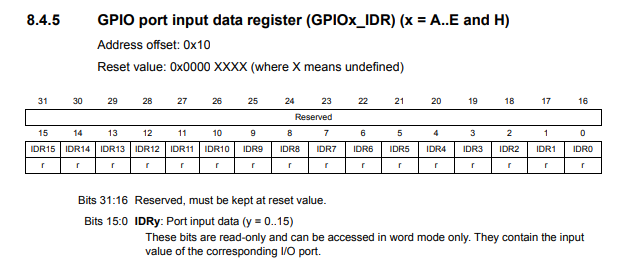 8.4.5 GPIO port input data register (GPIOx_IDR) (x = A..E and H)
Address offset: 0x10
Reset value: 0x0000 XXXX (where X means undefined)
31 30 29 28 27 26 25 24 23 22 21 20 19 18 17 16
Reserved
15 14 13 12 11 10 9 8 7 6 5 4 3 2 1 0
IDR15 IDR14 IDR13 IDR12 IDR11 IDR10 IDR9 IDR8 IDR7 IDR6 IDR5 IDR4 IDR3 IDR2 IDR1 IDR0
r r r r r r r r r r r r r r r r
Bits 31:16 Reserved, must be kept at reset value.
Bits 15:0 IDRy: Port input data (y = 0..15)
These bits are read-only and can be accessed in word mode only. They contain the input
value of the corresponding I/O port.